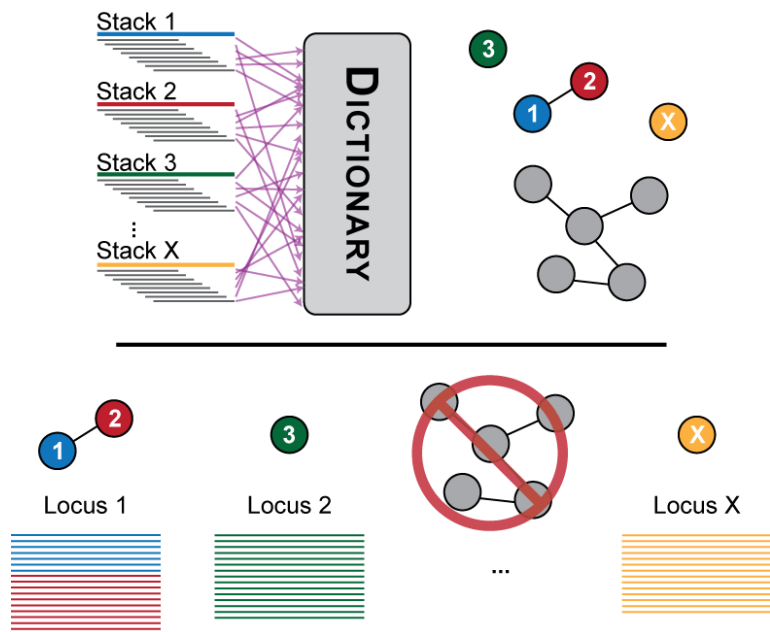 Stack 1
Stack 2
Stack 3
...
Stack X
DICTIONARY
3
2
1
X
1
2
3
X
Locus 1
Locus 2
...
Locus X